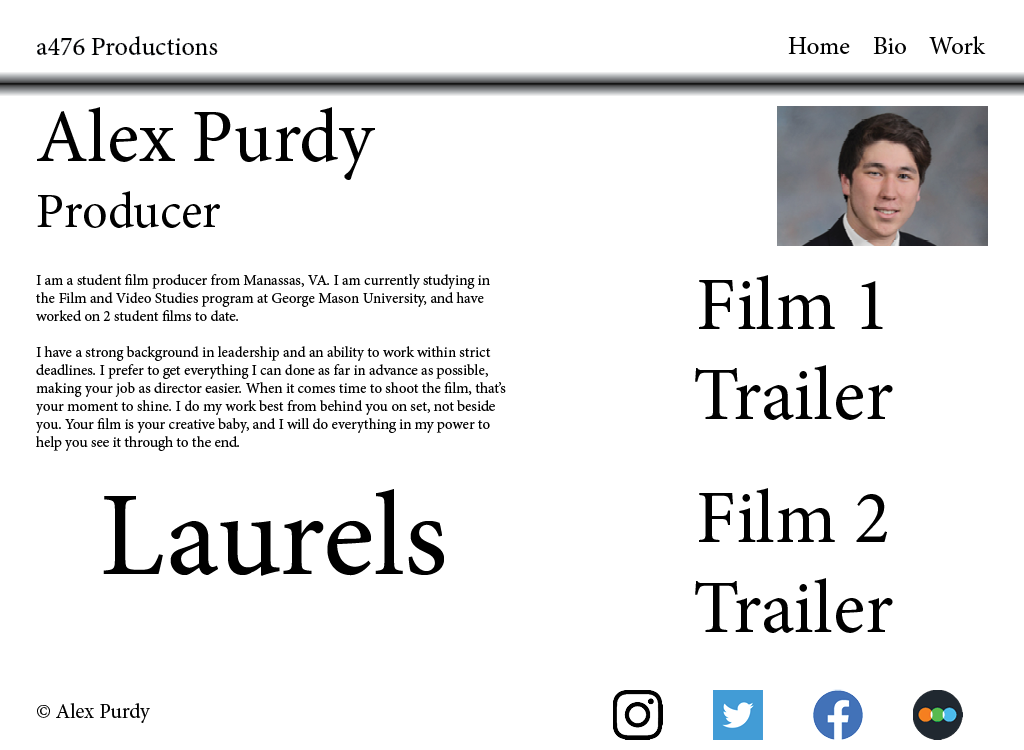 a476 Productions
Home Bio Work
Alex Purdy
Producer
I am a student film producer from Manassas, VA. I am currently studying in
the Film and Video Studies program at George Mason University, and have
worked on 2 student films to date.
I have a strong background in leadership and an ability to work within strict
deadlines. I prefer to get everything I can done as far in advance as possible,
making your job as director easier. When it comes time to shoot the film, that’s
your moment to shine. I do my work best from behind you on set, not beside
you. Your film is your creative baby, and I will do everything in my power to
help you see it through to the end.
Laurels
Film 1
Trailer
Film 2
Trailer
© Alex Purdy